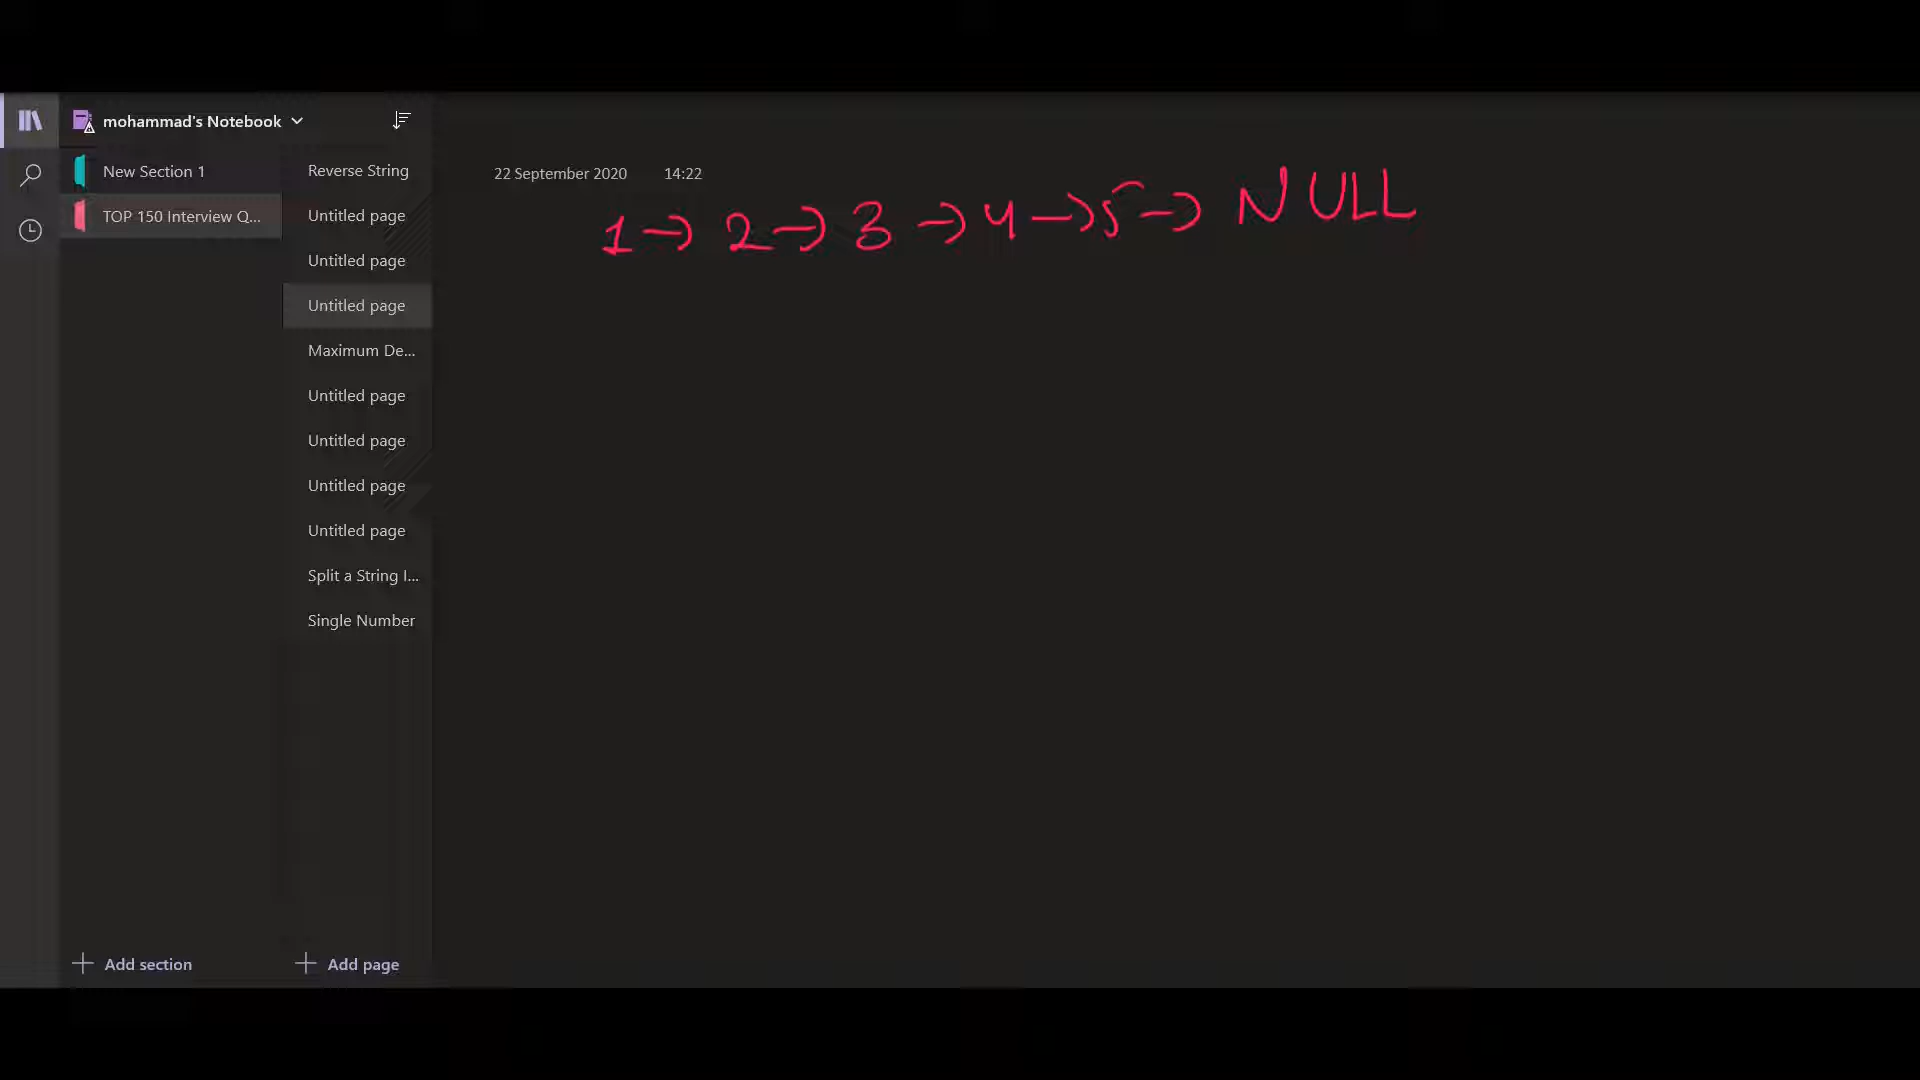 mohammad's Notebook
New Section 1
TOP 150 Interview Q...
Reverse String
Untitled page
Untitled page
Untitled page
Maximum De...
Untitled page
Untitled page
Untitled page
Untitled page
Split a String I...
Single Number
Add section
Add page
22 September 2020 14:22
1 → 2 → 3 → 4 → 5 → NULL